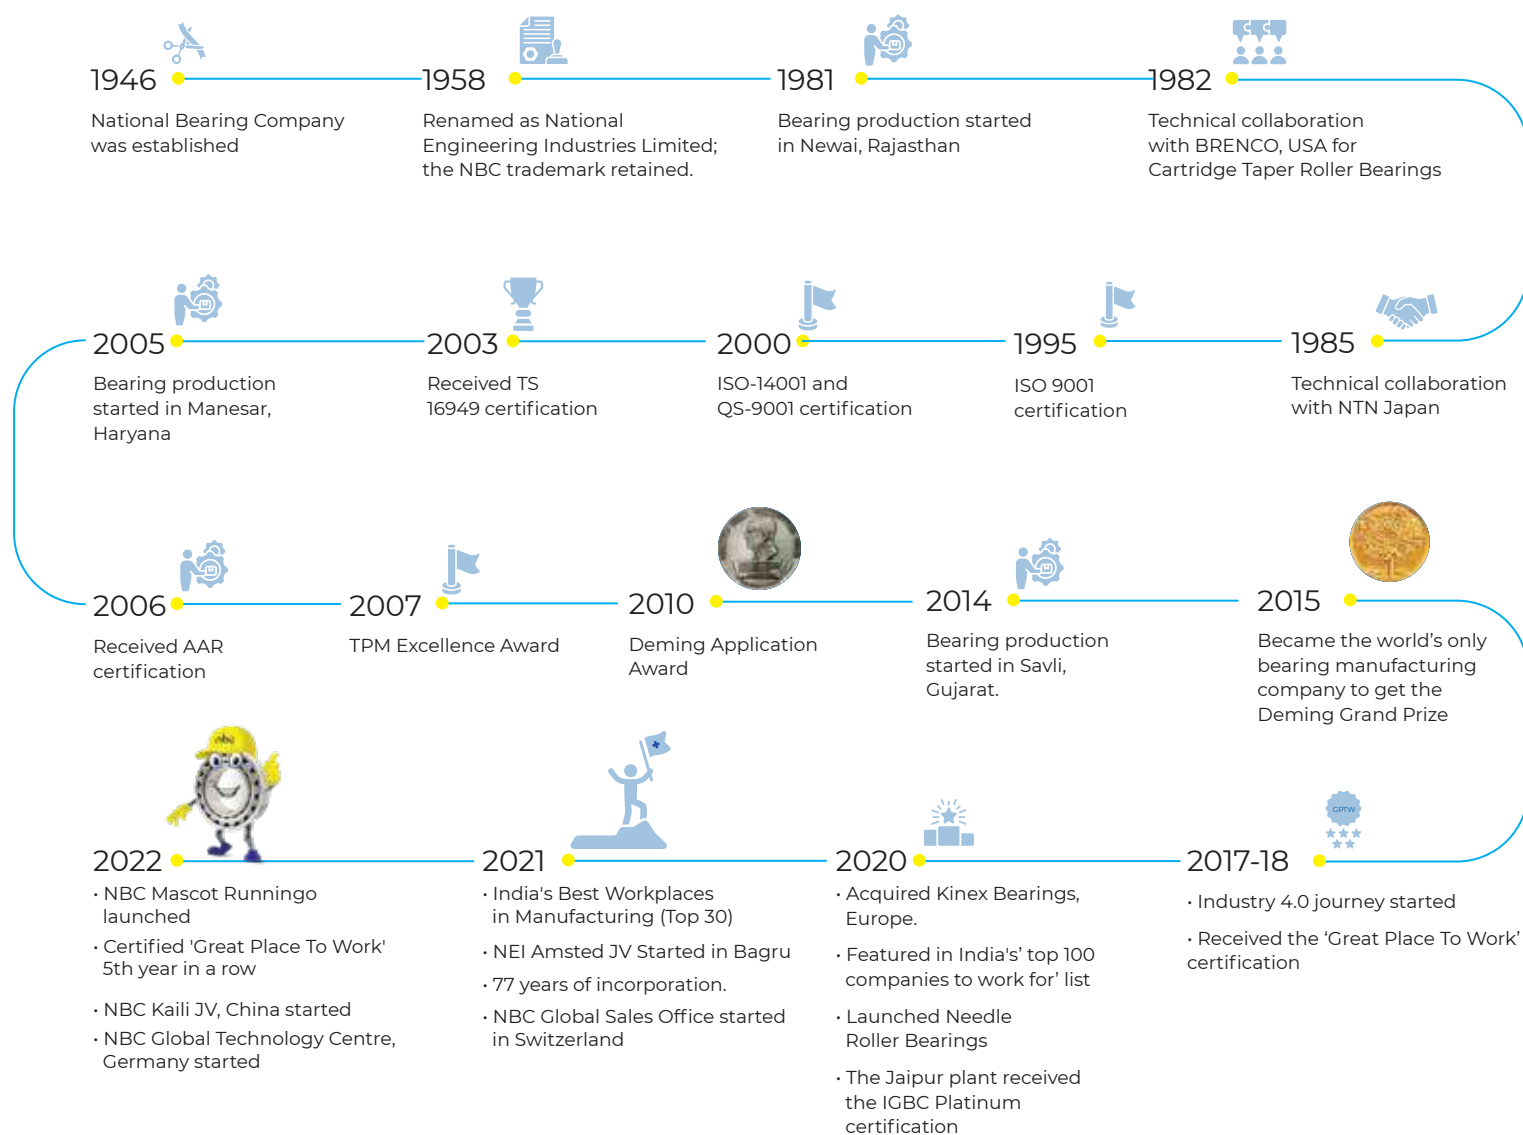 1946
National Bearing Company
was established
1958
Renamed as National
Engineering Industries Limited;
the NBC trademark retained.
1981
Bearing production started
in Newai, Rajasthan
1982
Technical collaboration
with BRENCO, USA for
Cartridge Taper Roller Bearings
1985
Technical collaboration
with NTN Japan
1995
ISO 9001
certification
2000
ISO-14001 and
QS-9001 certification
2003
Received TS
16949 certification
2005
Bearing production
started in Manesar,
Haryana
2006
Received AAR
certification
2007
TPM Excellence Award
2010
Deming Application
Award
2014
Bearing production
started in Savli,
Gujarat.
2015
Became the world’s only
bearing manufacturing
company to get the
Deming Grand Prize
GPTW
2017-18
· Industry 4.0 journey started
· Received the ‘Great Place To Work’
certification
2020
· Acquired Kinex Bearings,
Europe.
· Featured in India's’ top 100
companies to work for’ list
· Launched Needle
Roller Bearings
· The Jaipur plant received
the IGBC Platinum
certification
2021
· India's Best Workplaces
in Manufacturing (Top 30)
· NEI Amsted JV Started in Bagru
· 77 years of incorporation.
· NBC Global Sales Office started
in Switzerland
nbc
2022
· NBC Mascot Runningo
launched
· Certified 'Great Place To Work'
5th year in a row
· NBC Kaili JV, China started
· NBC Global Technology Centre,
Germany started